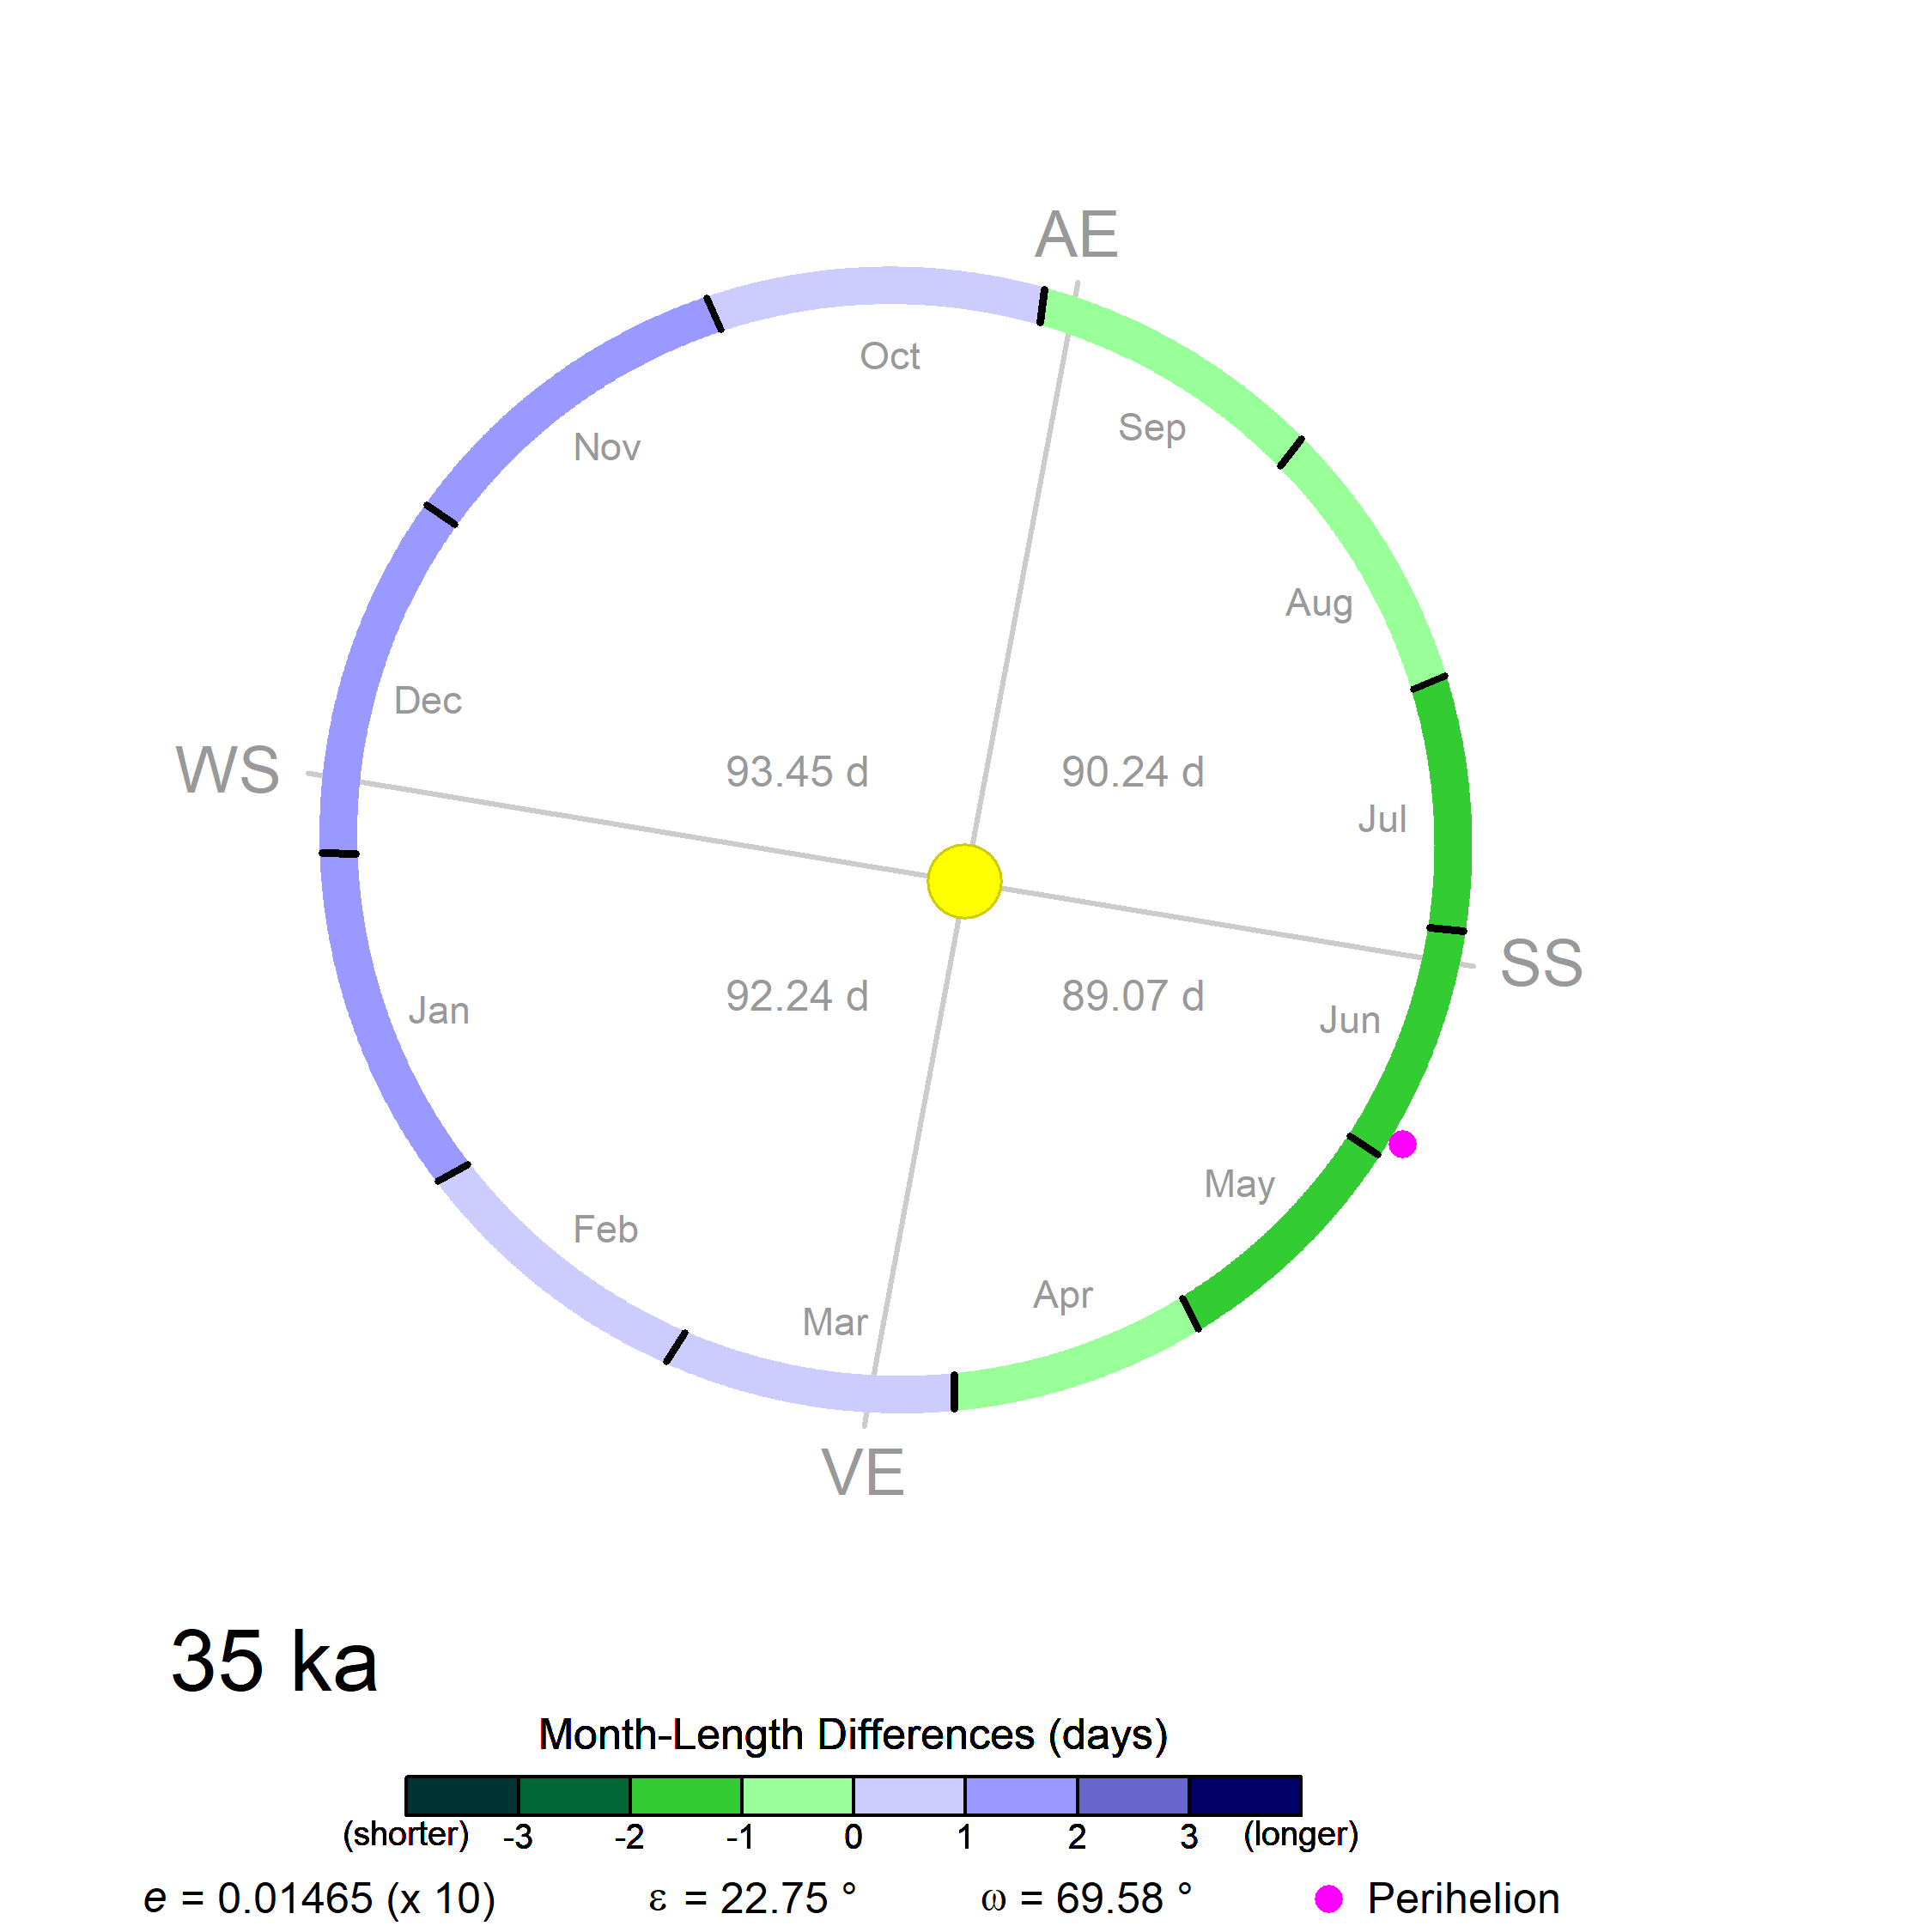 AE
Oct
Sep
Nov
Aug
Dec
WS
93.45 d
90.24 d
Jul
SS
92.24 d
89.07 d
Jan
Jun
May
Feb
Apr
Mar
VE
35 ka
Month-Length Differences (days)
(shorter) -3 -2 -1 0 1 2 3 (longer)
e = 0.01465 (x 10) ε = 22.75 ° ω = 69.58 ° Perihelion